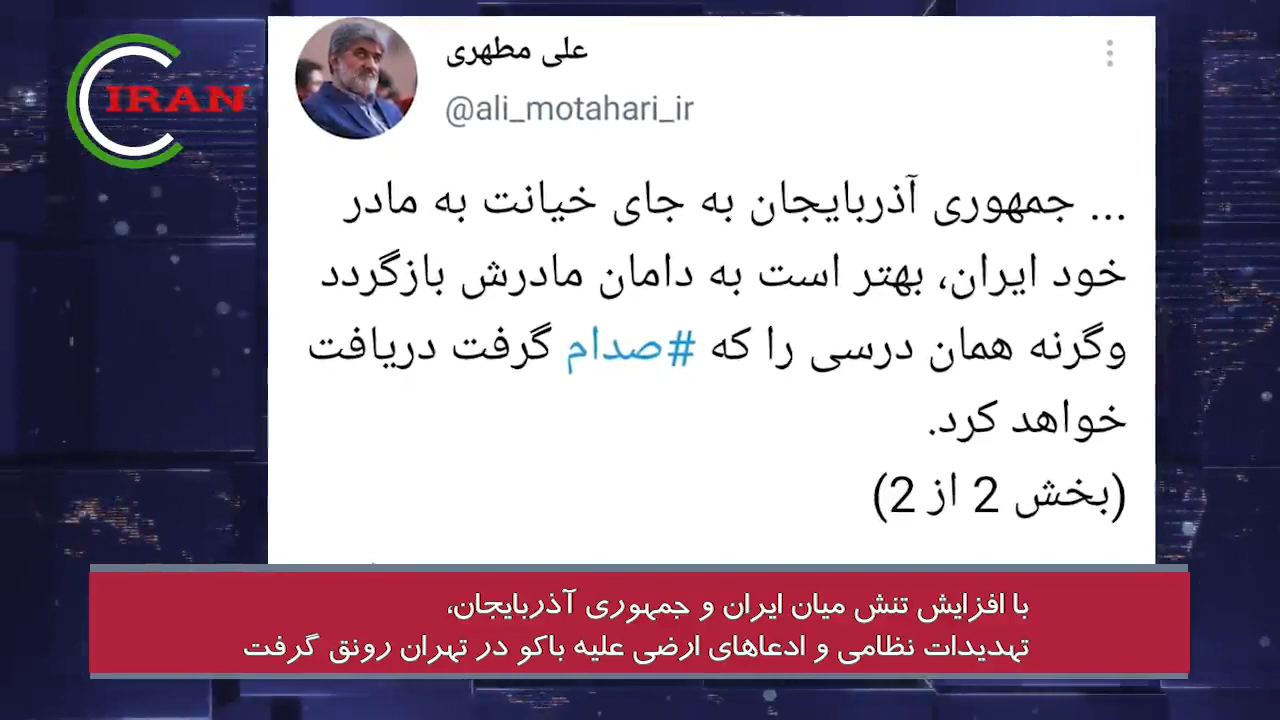 IRAN
علی مطهری
@ali_motahari_ir
... جمهوری آذربایجان به جای خیانت به مادر
خود ایران، بهتر است به دامان مادرش بازگردد
وگرنه همان درسی را که #صدام گرفت دریافت
خواهد کرد.
(بخش 2 از 2)
با افزایش تنش میان ایران و جمهوری آذربایجان،
تهدیدات نظامی و ادعاهای ارضی علیه باکو در تهران رونق گرفت